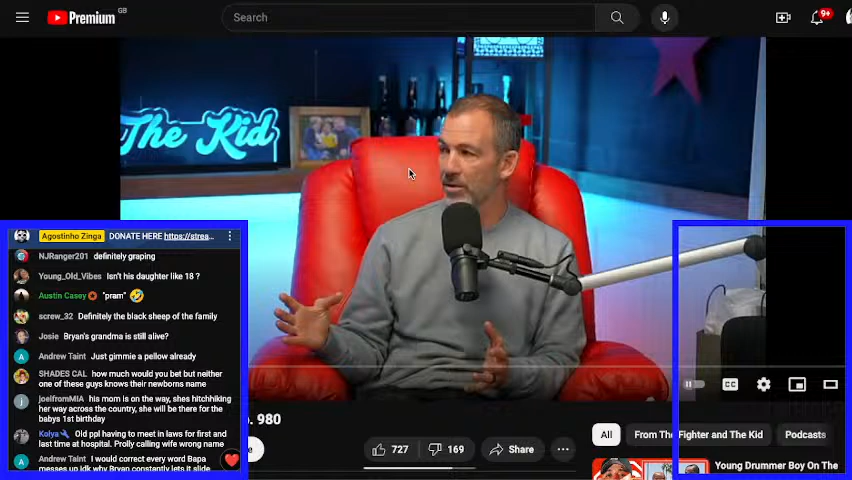 Premium GB
Search
9+
The Kid
Agostinho Zinga DONATE HERE https://strea...
NJRanger201 definitely graping
Young_Old_Vibes Isn't his daughter like 18 ?
Austin Casey "pram" 🤣
screw_32 Definitely the black sheep of the family
Josie Bryan's grandma is still alive?
Andrew Taint Just gimmie a pellow already
SHADES CAL how much would you bet but neither
one of these guys knows their newborns name
joelfromMIA his mom is on the way, shes hitchhiking
her way across the country, she will be there for the
babys 1st birthday
Kolya Old ppl having to meet in laws for first and
last time at hospital. Prolly calling wife wrong name
Andrew Taint I would correct every word Bapa
messes up idk why Bryan constantly lets it slide
CC
. 980
727
169
Share
All
From The Fighter and The Kid
Podcasts
Young Drummer Boy On The